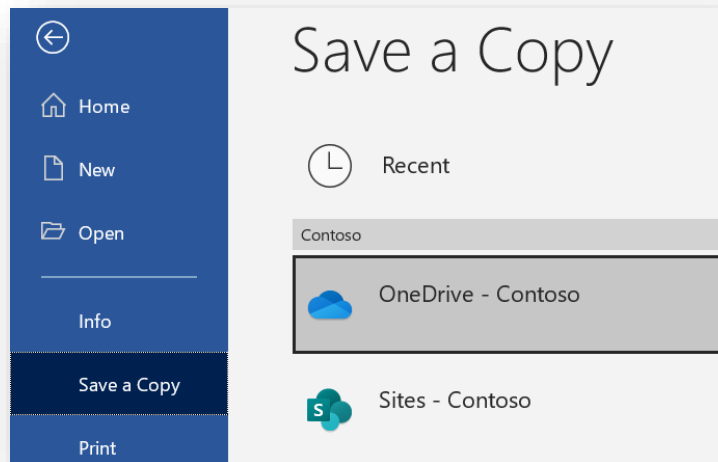 Save a Copy
Home
New
Open
Info
Save a Copy
Print
Recent
Contoso
OneDrive - Contoso
S
Sites - Contoso